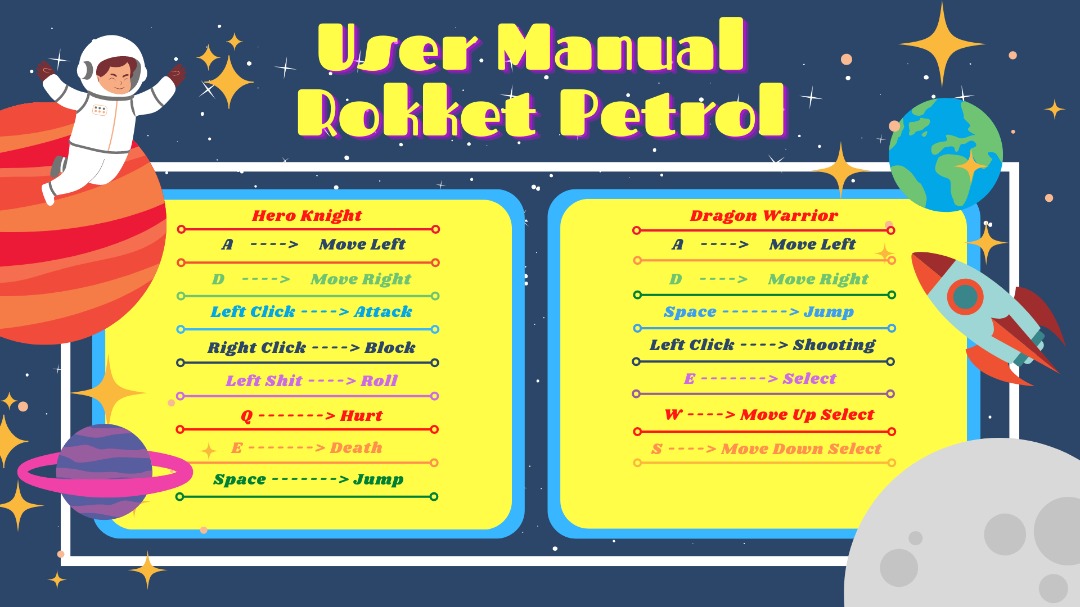 User Manual
Rokket Petrol
Hero Knight
A ----> Move Left
D ----> Move Right
Left Click -----> Attack
Right Click ----> Block
Left Shit ----> Roll
Q -------> Hurt
E -------> Death
Space -------> Jump
Dragon Warrior
A ----> Move Left
D ----> Move Right
Space -------> Jump
Left Click ----> Shooting
E -------> Select
W ----> Move Up Select
S ----> Move Down Select